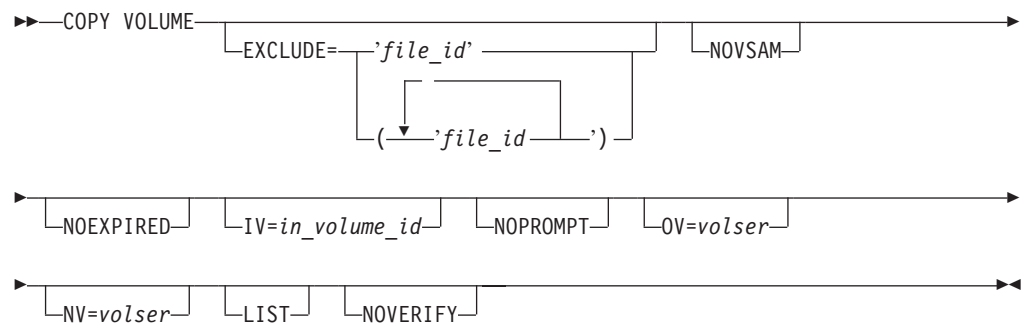 COPY VOLUME
EXCLUDE= ’file_id’ NOVSAM
( ’file_id ’)
NOEXPIRED IV=in_volume_id NOPROMPT OV=volser
NV=volser LIST NOVERIFY